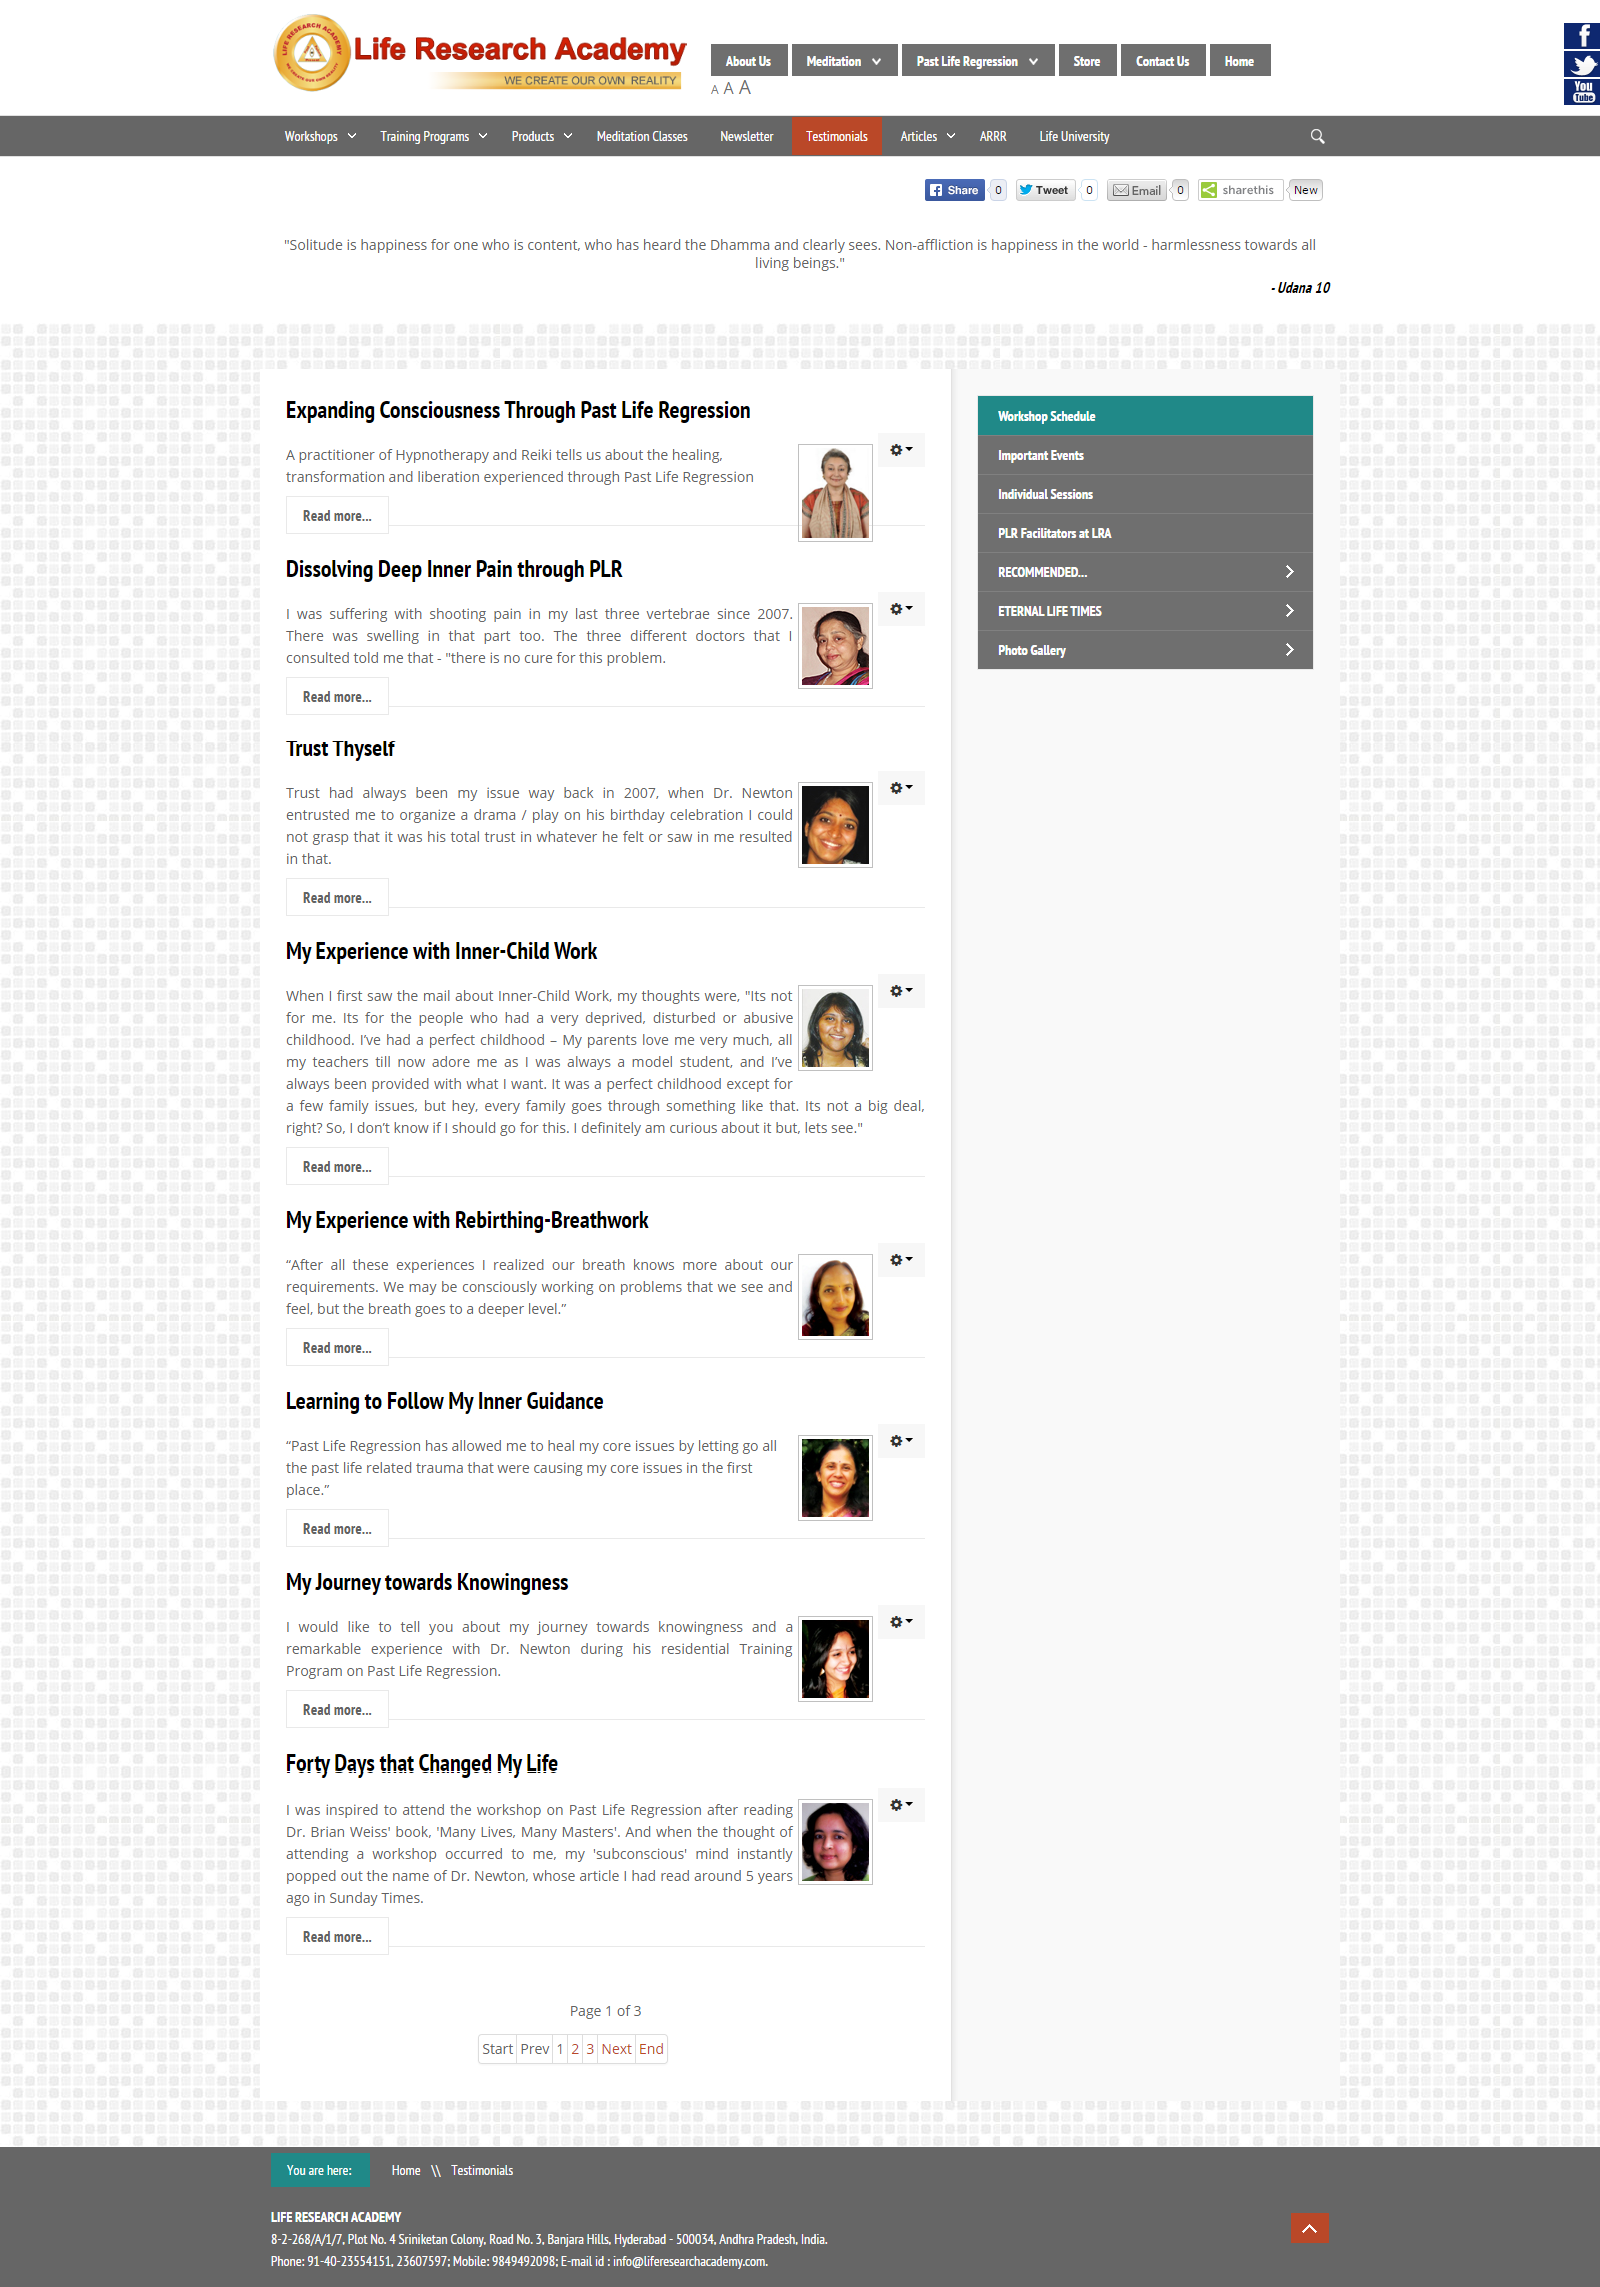 Life Research Academy
WE CREATE OUR OWN REALITY
About Us
Meditation
Past Life Regression
Store
Contact Us
Home
A A A
You
Tube
Workshops
Training Programs
Products
Meditation Classes
Newsletter
Testimonials
Articles
ARRR
Life University
Share 0
Tweet 0
Email 0
sharethis New
"Solitude is happiness for one who is content, who has heard the Dhamma and clearly sees. Non-affliction is happiness in the world - harmlessness towards all
living beings."
- Udana 10
Expanding Consciousness Through Past Life Regression
A practitioner of Hypnotherapy and Reiki tells us about the healing,
transformation and liberation experienced through Past Life Regression
Read more...
Dissolving Deep Inner Pain through PLR
I was suffering with shooting pain in my last three vertebrae since 2007.
There was swelling in that part too. The three different doctors that I
consulted told me that - "there is no cure for this problem.
Read more...
Trust Thyself
Trust had always been my issue way back in 2007, when Dr. Newton
entrusted me to organize a drama / play on his birthday celebration I could
not grasp that it was his total trust in whatever he felt or saw in me resulted
in that.
Read more...
My Experience with Inner-Child Work
When I first saw the mail about Inner-Child Work, my thoughts were, "Its not
for me. Its for the people who had a very deprived, disturbed or abusive
childhood. I’ve had a perfect childhood – My parents love me very much, all
my teachers till now adore me as I was always a model student, and I’ve
always been provided with what I want. It was a perfect childhood except for
a few family issues, but hey, every family goes through something like that. Its not a big deal,
right? So, I don’t know if I should go for this. I definitely am curious about it but, lets see."
Read more...
My Experience with Rebirthing-Breathwork
“After all these experiences I realized our breath knows more about our
requirements. We may be consciously working on problems that we see and
feel, but the breath goes to a deeper level.”
Read more...
Learning to Follow My Inner Guidance
“Past Life Regression has allowed me to heal my core issues by letting go all
the past life related trauma that were causing my core issues in the first
place.”
Read more...
My Journey towards Knowingness
I would like to tell you about my journey towards knowingness and a
remarkable experience with Dr. Newton during his residential Training
Program on Past Life Regression.
Read more...
Forty Days that Changed My Life
I was inspired to attend the workshop on Past Life Regression after reading
Dr. Brian Weiss' book, 'Many Lives, Many Masters'. And when the thought of
attending a workshop occurred to me, my 'subconscious' mind instantly
popped out the name of Dr. Newton, whose article I had read around 5 years
ago in Sunday Times.
Read more...
Page 1 of 3
Start Prev 1 2 3 Next End
Workshop Schedule
Important Events
Individual Sessions
PLR Facilitators at LRA
RECOMMENDED...
ETERNAL LIFE TIMES
Photo Gallery
You are here: Home \\ Testimonials
LIFE RESEARCH ACADEMY
8-2-268/A/1/7, Plot No. 4 Sriniketan Colony, Road No. 3, Banjara Hills, Hyderabad - 500034, Andhra Pradesh, India.
Phone: 91-40-23554151, 23607597; Mobile: 9849492098; E-mail id : info@liferesearchacademy.com.